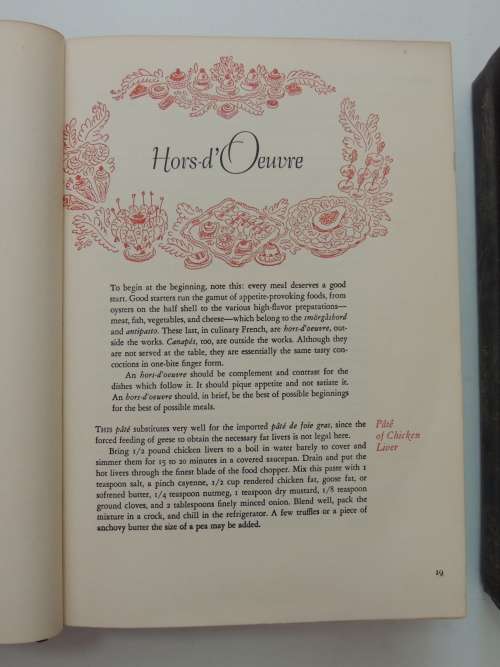 Hors-d'Oeuvre
To begin at the beginning, note this: every meal deserves a good
start. Good starters run the gamut of appetite-provoking foods, from
oysters on the half shell to the various high-flavor preparations—
meat, fish, vegetables, and cheese—which belong to the smörgåsbord
and antipasto. These last, in culinary French, are hors-d'oeuvre, out-
side the works. Canapés, too, are outside the works. Although they
are not served at the table, they are essentially the same tasty con-
coctions in one-bite finger form.
An hors-d'oeuvre should be complement and contrast for the
dishes which follow it. It should pique appetite and not satiate it.
An hors-d'oeuvre should, in brief, be the best of possible beginnings
for the best of possible meals.
Pâté
of Chicken
Liver
THIS pâté substitutes very well for the imported pâté de foie gras, since the
forced feeding of geese to obtain the necessary fat livers is not legal here.
Bring 1/2 pound chicken livers to a boil in water barely to cover and
simmer them for 15 to 20 minutes in a covered saucepan. Drain and put the
hot livers through the finest blade of the food chopper. Mix this paste with 1
teaspoon salt, a pinch cayenne, 1/2 cup rendered chicken fat, goose fat, or
softened butter, 1/4 teaspoon nutmeg, 1 teaspoon dry mustard, 1/8 teaspoon
ground cloves, and 2 tablespoons finely minced onion. Blend well, pack the
mixture in a crock, and chill in the refrigerator. A few truffles or a piece of
anchovy butter the size of a pea may be added.
19